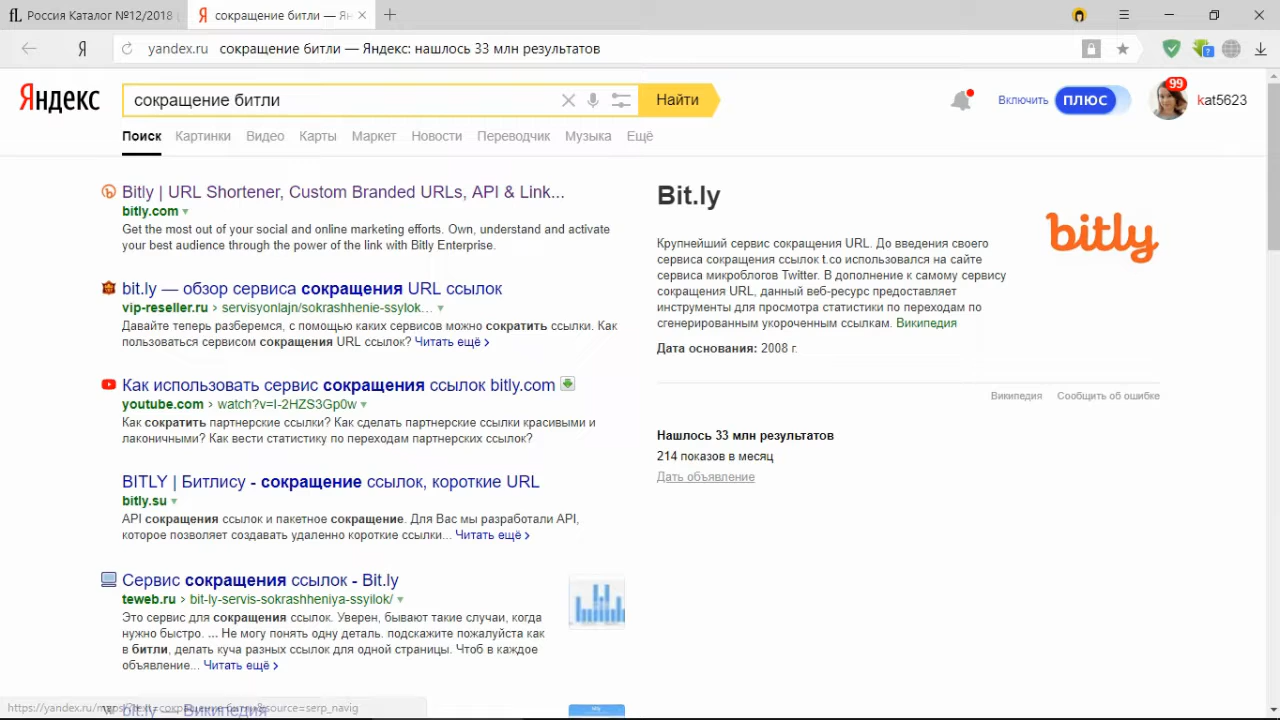 Россия Каталог №12/2018
сокращение битли — Ян
yandex.ru сокращение битли — Яндекс: нашлось 33 млн результатов
Яндекс
сокращение битли
Найти
Включить ПЛЮС
99
kat5623
Поиск Картинки Видео Карты Маркет Новости Переводчик Музыка Ещё
Bitly | URL Shortener, Custom Branded URLs, API & Link...
bitly.com
Get the most out of your social and online marketing efforts. Own, understand and activate
your best audience through the power of the link with Bitly Enterprise.
bit.ly — обзор сервиса сокращения URL ссылок
vip-reseller.ru › servisyonlajn/sokrashhenie-ssylok...
Давайте теперь разберемся, с помощью каких сервисов можно сократить ссылки. Как
пользоваться сервисом сокращения URL ссылок? Читать ещё ›
Как использовать сервис сокращения ссылок bitly.com
youtube.com › watch?v=I-2HZS3Gp0w
Как сократить партнерские ссылки? Как сделать партнерские ссылки красивыми и
лаконичными? Как вести статистику по переходам партнерских ссылок?
BITLY | Битлису - сокращение ссылок, короткие URL
bitly.su
API сокращения ссылок и пакетное сокращение. Для Вас мы разработали API,
которое позволяет создавать удаленно короткие ссылки... Читать ещё ›
Сервис сокращения ссылок - Bit.ly
teweb.ru › bit-ly-servis-sokrashheniya-ssyilok/
Это сервис для сокращения ссылок. Уверен, бывают такие случаи, когда
нужно быстро. ... Не могу понять одну деталь. подскажите пожалуйста как
в битли, делать куча разных ссылок для одной страницы. Чтоб в каждое
объявление... Читать ещё ›
bit.ly — Википедия
Bit.ly
bitly
Крупнейший сервис сокращения URL. До введения своего
сервиса сокращения ссылок t.co использовался на сайте
сервиса микроблогов Twitter. В дополнение к самому сервису
сокращения URL, данный веб-ресурс предоставляет
инструменты для просмотра статистики по переходам по
сгенерированным укороченным ссылкам. Википедия
Дата основания: 2008 г.
Википедия Сообщить об ошибке
Нашлось 33 млн результатов
214 показов в месяц
Дать объявление